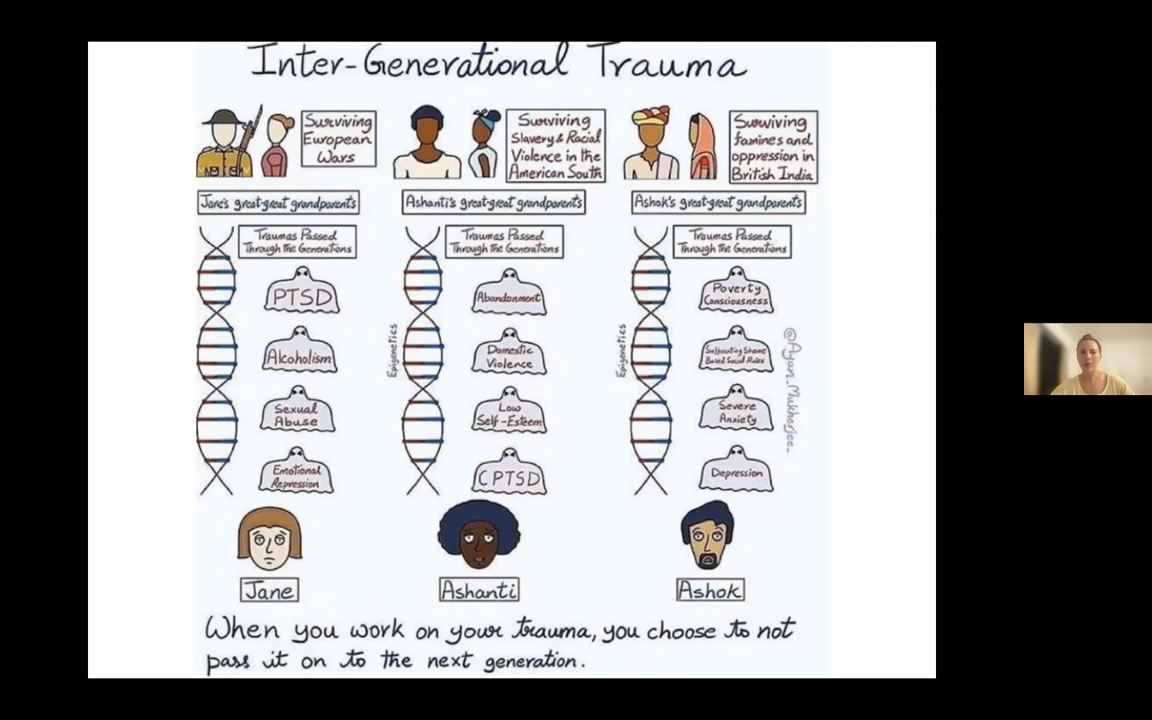 Inter-Generational Trauma
Surviving
European
Wars
Surviving
Slavery & Racial
Violence in the
American South
Surviving
famines and
oppression in
British India
Jane's great-great grandparents
Ashanti's great-great grandparents
Ashok's great-great grandparents
Traumas Passed
Through the Generations
PTSD
Alcoholism
Sexual
Abuse
Emotional
Repression
Traumas Passed
Through the Generations
Epigenetics
Abandonment
Domestic
Violence
Low
Self-Esteem
CPTSD
Traumas Passed
Through the Generations
Epigenetics
Poverty
Consciousness
Suffocating Shame
Based Social Rules
Severe
Anxiety
Depression
@Ayan_Mukherjee_
Jane
Ashanti
Ashok
When you work on your trauma, you choose to not
pass it on to the next generation.